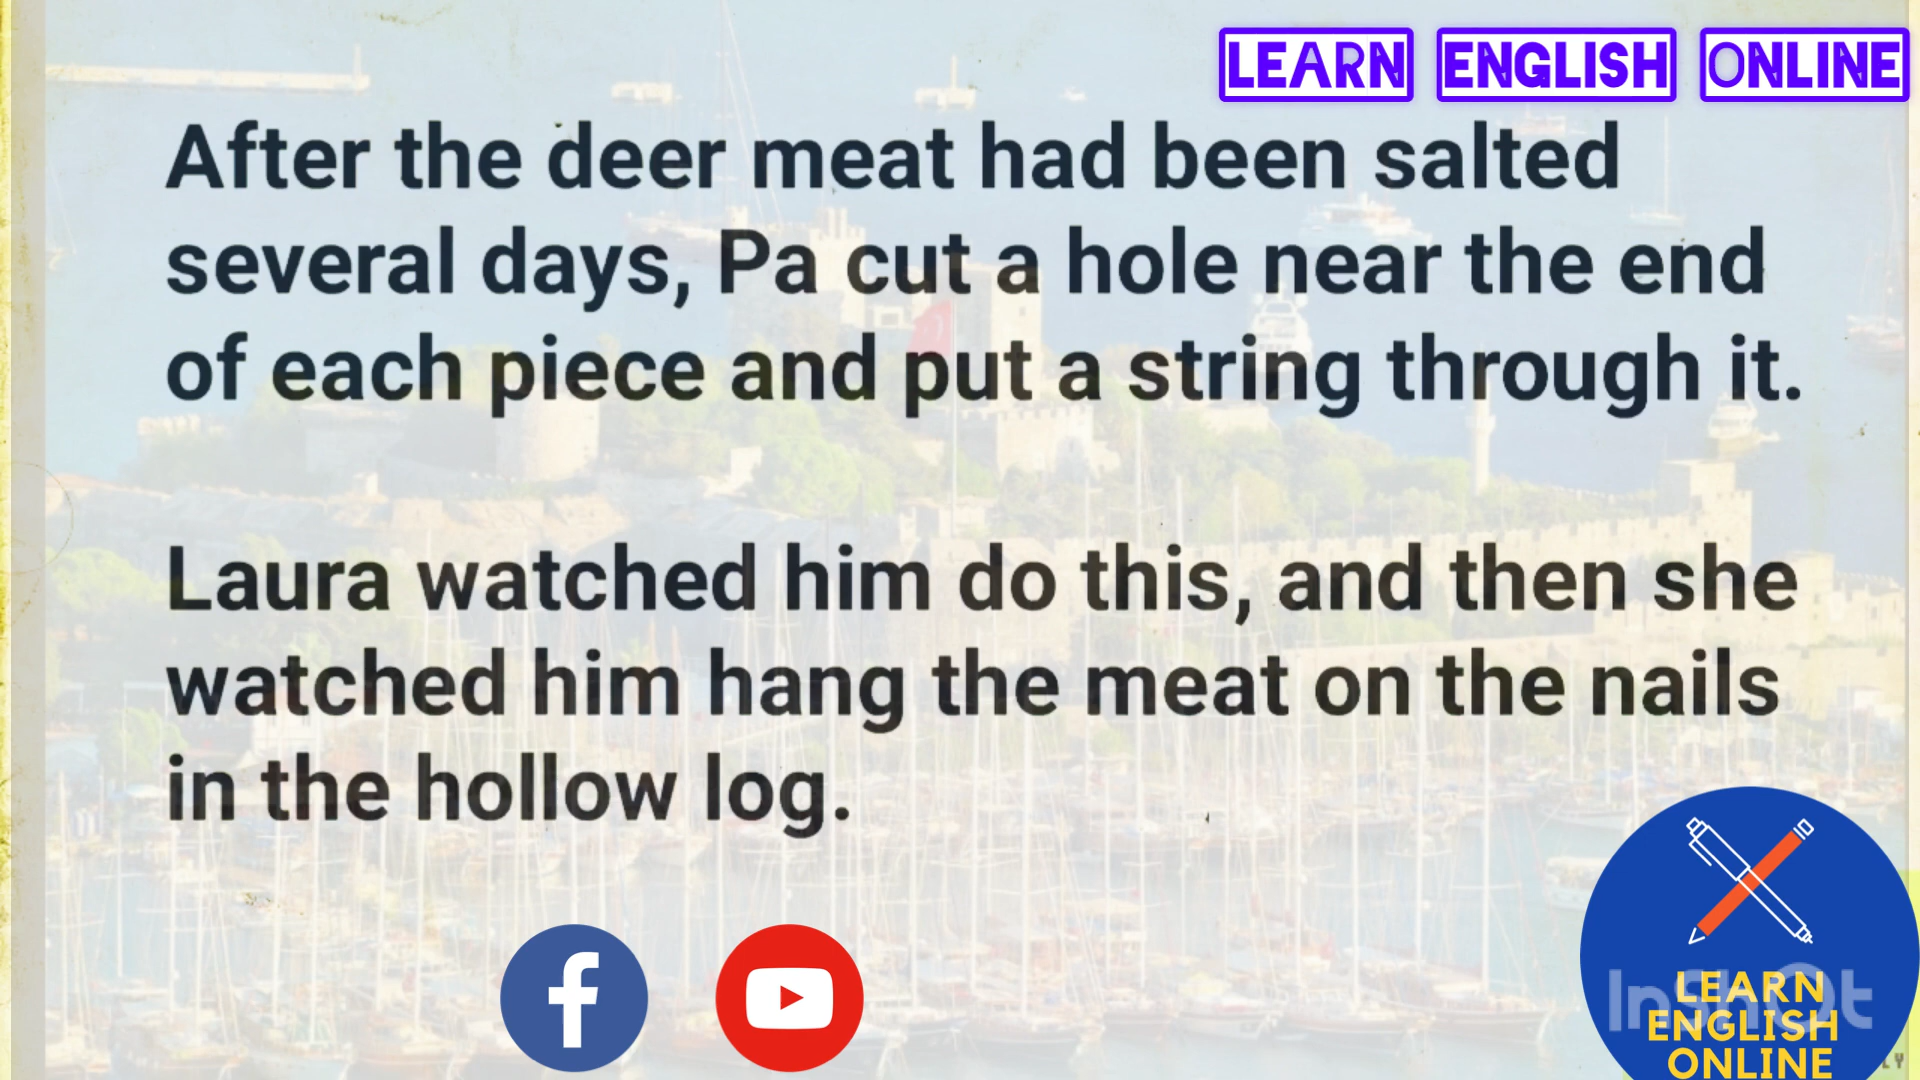 LEARN ENGLISH ONLINE
After the deer meat had been salted
several days, Pa cut a hole near the end
of each piece and put a string through it.
Laura watched him do this, and then she
watched him hang the meat on the nails
in the hollow log.
f
InShOt
LEARN
ENGLISH
ONLINE
LY